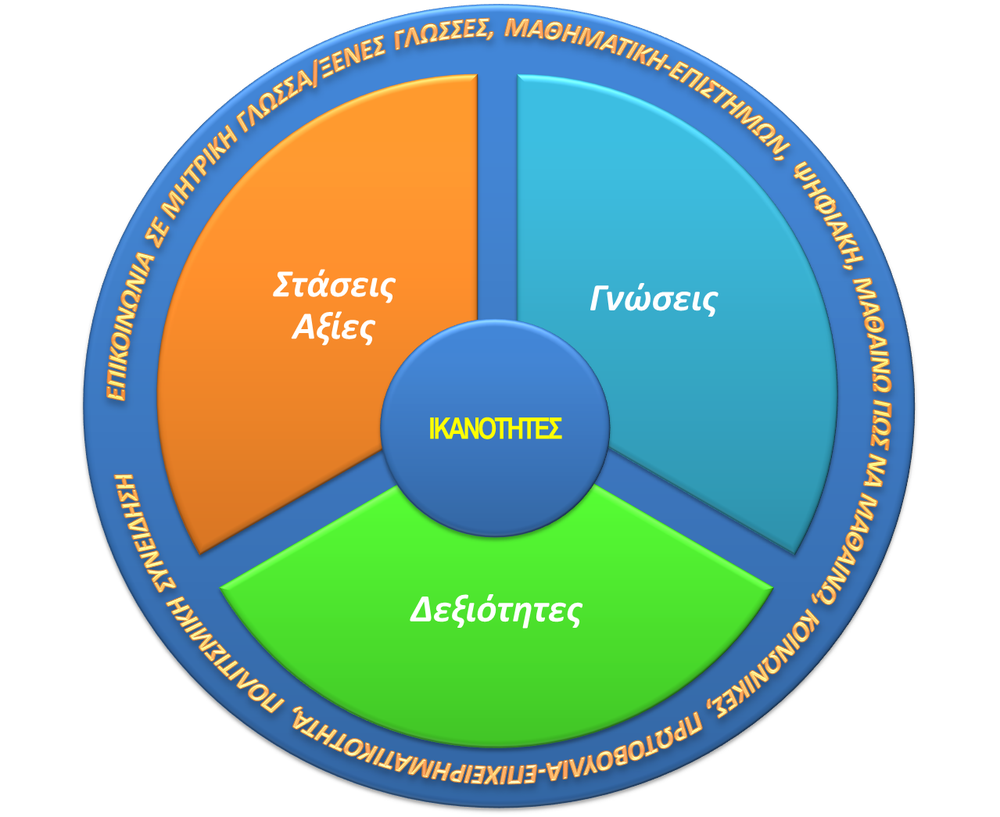 ΕΠΙΚΟΙΝΩΝΙΑ ΣΕ ΜΗΤΡΙΚΗ ΓΛΩΣΣΑ/ΞΕΝΕΣ ΓΛΩΣΣΕΣ, ΜΑΘΗΜΑΤΙΚΗ-ΕΠΙΣΤΗΜΩΝ, ΨΗΦΙΑΚΗ, ΜΑΘΑΙΝΩ ΠΩΣ ΝΑ ΜΑΘΑΙΝΩ, ΚΟΙΝΩΝΙΚΕΣ, ΠΡΩΤΟΒΟΥΛΙΑ-ΕΠΙΧΕΙΡΗΜΑΤΙΚΟΤΗΤΑ, ΠΟΛΙΤΙΣΜΙΚΗ ΣΥΝΕΙΔΗΣΗ
Στάσεις
Αξίες
Γνώσεις
ΙΚΑΝΟΤΗΤΕΣ
Δεξιότητες